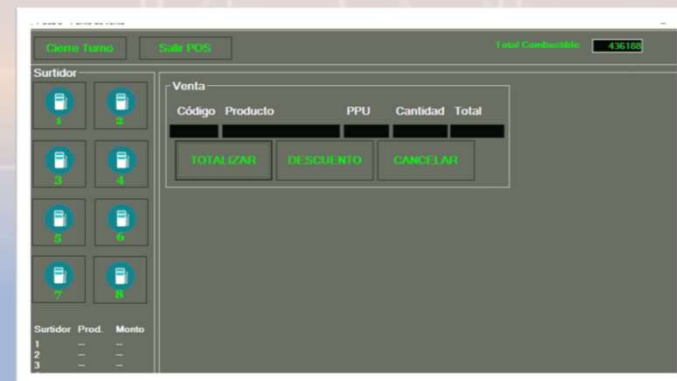 Cierre Turno Salir POS Total Combustible 436188
Surtidor
Venta
Código Producto PPU Cantidad Total
1 2
TOTALIZAR DESCUENTO CANCELAR
3 4
5 6
7 8
Surtidor Prod. Monto
1 -- --
2 -- --
3 -- --